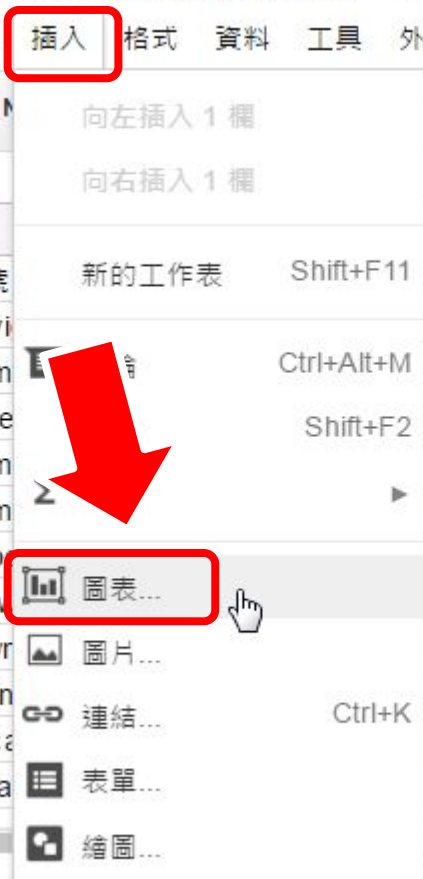 插入 格式 資料 工具 外
向左插入 1 欄
向右插入 1 欄
新的工作表 Shift+F11
Ctrl+Alt+M
Shift+F2
圖表...
圖片...
連結... Ctrl+K
表單...
繪圖...